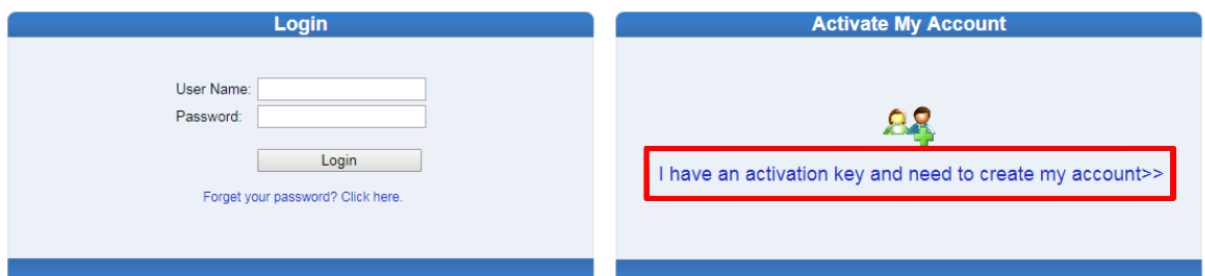 Login
User Name:
Password:
Login
Forget your password? Click here.
Activate My Account
I have an activation key and need to create my account>>